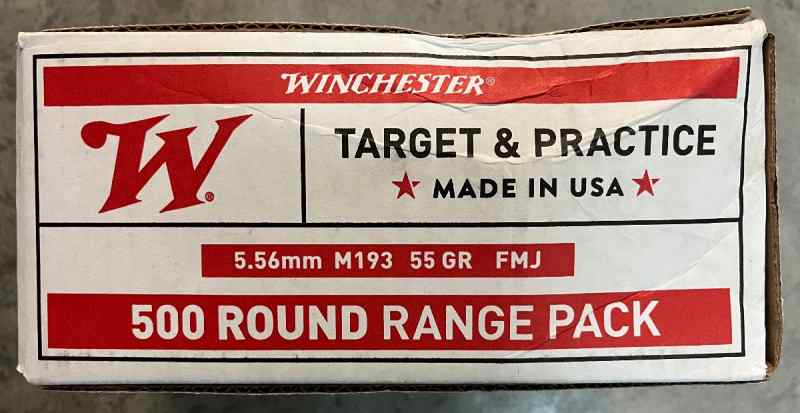 WINCHESTER®
W®
TARGET & PRACTICE
★ MADE IN USA ★
5.56mm M193 55 GR FMJ
500 ROUND RANGE PACK